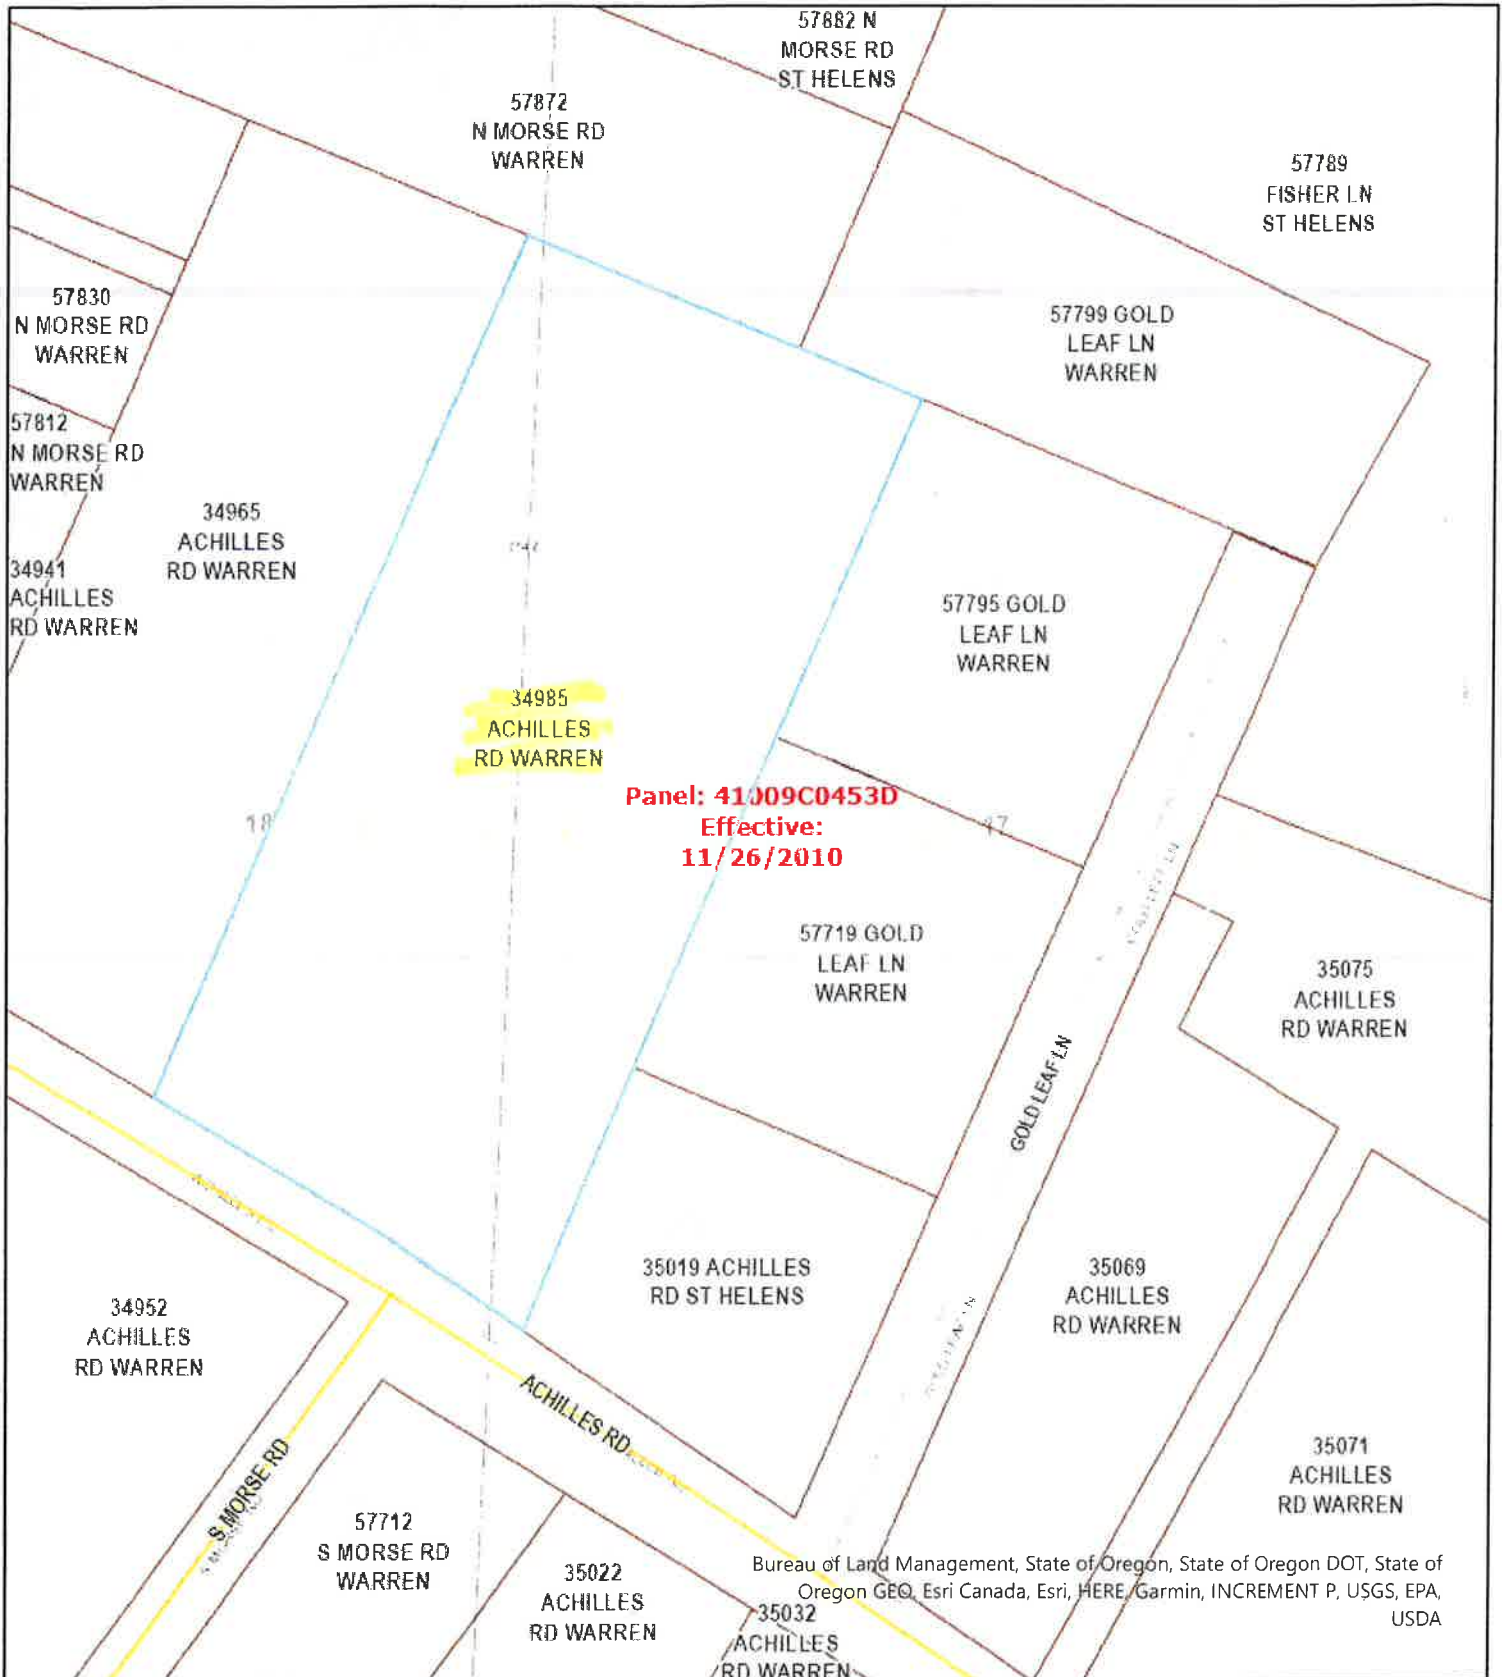 57882 N
MORSE RD
ST HELENS
57872
N MORSE RD
WARREN
57789
FISHER LN
ST HELENS
57830
N MORSE RD
WARREN
57799 GOLD
LEAF LN
WARREN
57812
N MORSE RD
WARREN
34965
ACHILLES
RD WARREN
34941
ACHILLES
RD WARREN
57795 GOLD
LEAF LN
WARREN
34985
ACHILLES
RD WARREN
Panel: 41009C0453D
Effective:
11/26/2010
18
17
57719 GOLD
LEAF LN
WARREN
35075
ACHILLES
RD WARREN
GOLD LEAF LN
35019 ACHILLES
RD ST HELENS
35069
ACHILLES
RD WARREN
34952
ACHILLES
RD WARREN
ACHILLES RD
S MORSE RD
35071
ACHILLES
RD WARREN
57712
S MORSE RD
WARREN
35022
ACHILLES
RD WARREN
35032
ACHILLES
RD WARREN
Bureau of Land Management, State of Oregon, State of Oregon DOT, State of
Oregon GEO, Esri Canada, Esri, HERE, Garmin, INCREMENT P, USGS, EPA,
USDA